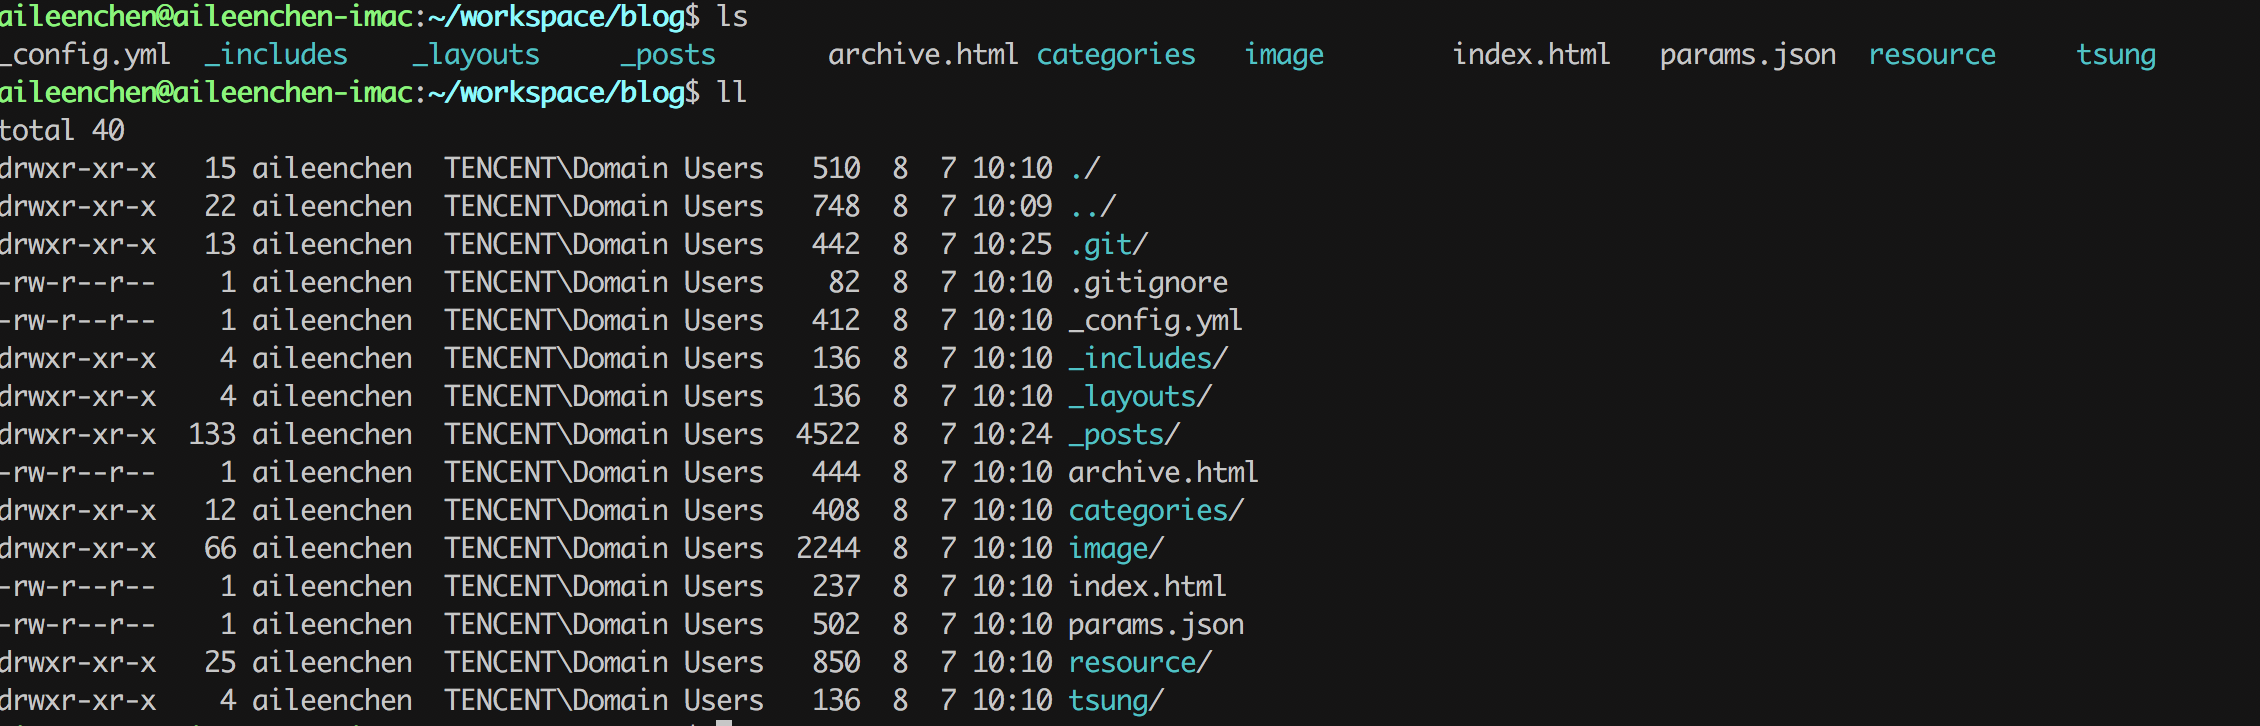 aileenchen@aileenchen-imac:~/workspace/blog$ ls
_config.yml  _includes    _layouts     _posts       archive.html categories   image        index.html   params.json  resource     tsung
aileenchen@aileenchen-imac:~/workspace/blog$ ll
total 40
drwxr-xr-x   15 aileenchen  TENCENT\Domain Users   510  8  7 10:10 ./
drwxr-xr-x   22 aileenchen  TENCENT\Domain Users   748  8  7 10:09 ../
drwxr-xr-x   13 aileenchen  TENCENT\Domain Users   442  8  7 10:25 .git/
-rw-r--r--    1 aileenchen  TENCENT\Domain Users    82  8  7 10:10 .gitignore
-rw-r--r--    1 aileenchen  TENCENT\Domain Users   412  8  7 10:10 _config.yml
drwxr-xr-x    4 aileenchen  TENCENT\Domain Users   136  8  7 10:10 _includes/
drwxr-xr-x    4 aileenchen  TENCENT\Domain Users   136  8  7 10:10 _layouts/
drwxr-xr-x  133 aileenchen  TENCENT\Domain Users  4522  8  7 10:24 _posts/
-rw-r--r--    1 aileenchen  TENCENT\Domain Users   444  8  7 10:10 archive.html
drwxr-xr-x   12 aileenchen  TENCENT\Domain Users   408  8  7 10:10 categories/
drwxr-xr-x   66 aileenchen  TENCENT\Domain Users  2244  8  7 10:10 image/
-rw-r--r--    1 aileenchen  TENCENT\Domain Users   237  8  7 10:10 index.html
-rw-r--r--    1 aileenchen  TENCENT\Domain Users   502  8  7 10:10 params.json
drwxr-xr-x   25 aileenchen  TENCENT\Domain Users   850  8  7 10:10 resource/
drwxr-xr-x    4 aileenchen  TENCENT\Domain Users   136  8  7 10:10 tsung/